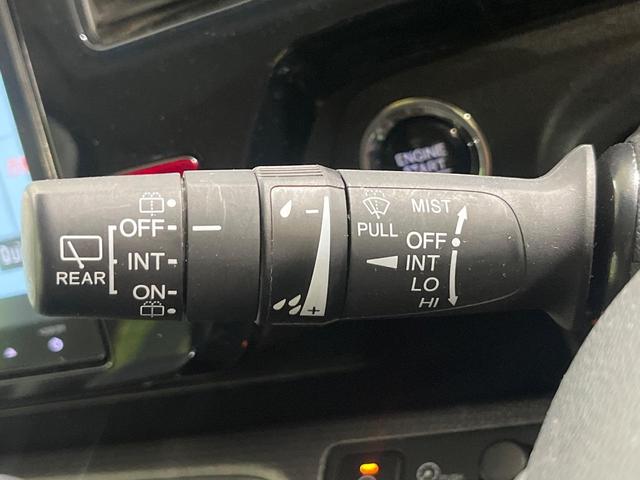 ENGINE
START
OFF
INT
ON
REAR
-
+
PULL
MIST
OFF
INT
LO
HI